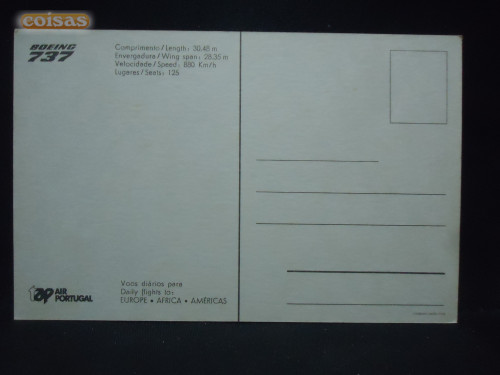 coisas
BOEING
737
Comprimento / Length: 30.48 m
Envergadura / Wing span: 28.35 m
Velocidade / Speed: 880 Km/h
Lugares / Seats: 126
tap AIR
PORTUGAL
Voos diários para
Daily flights to:
EUROPE • AFRICA • AMÉRICAS